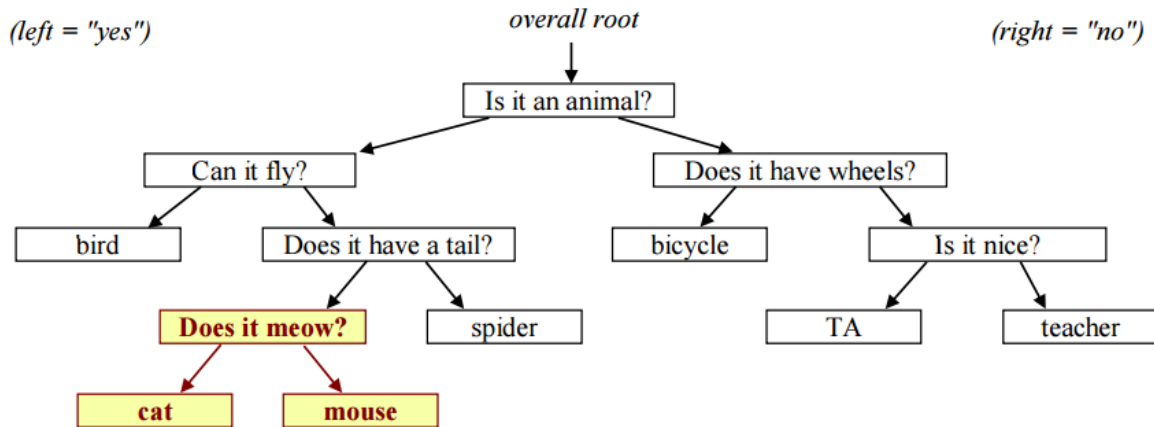 (left = "yes")
overall root
(right = "no")
Is it an animal?
Can it fly?
Does it have wheels?
bird
Does it have a tail?
bicycle
Is it nice?
Does it meow?
spider
TA
teacher
cat
mouse